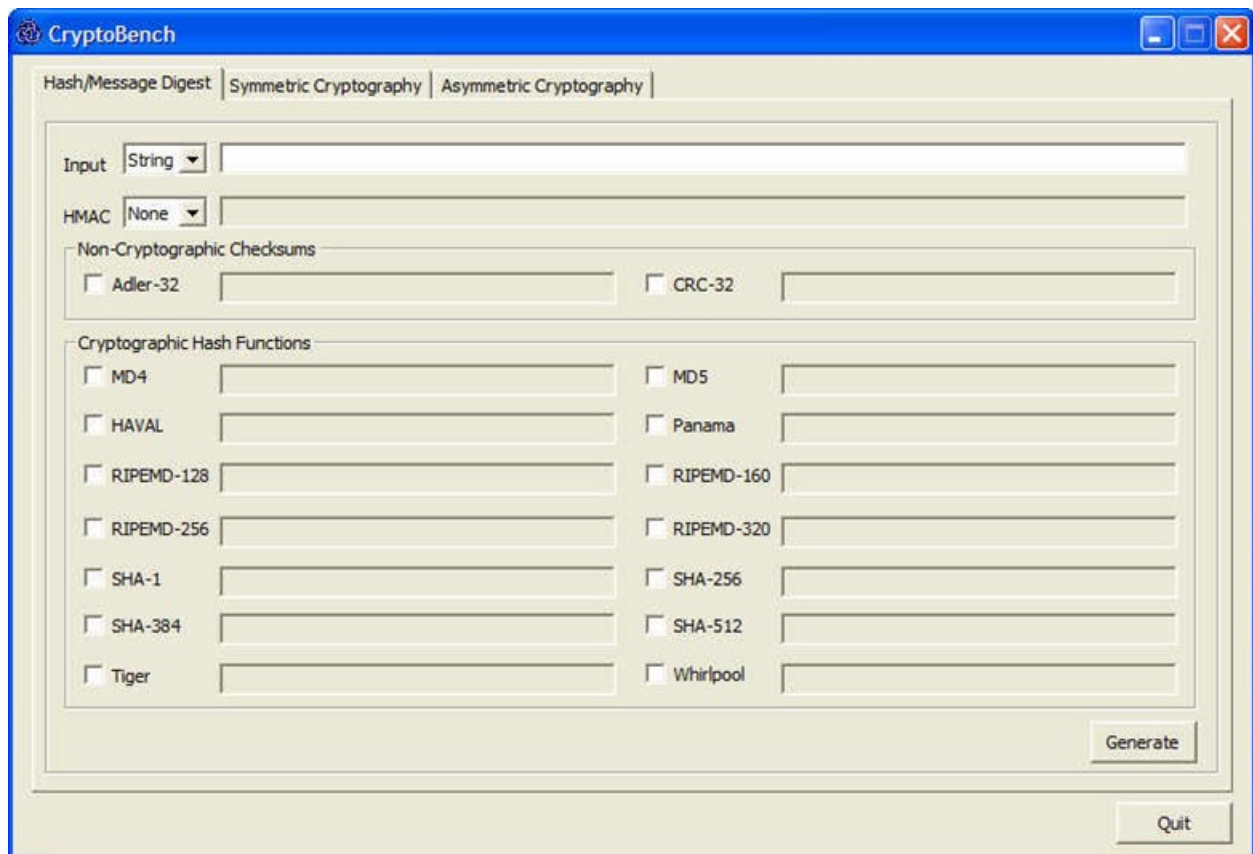 CryptoBench
Hash/Message Digest Symmetric Cryptography Asymmetric Cryptography
Input String
HMAC None
Non-Cryptographic Checksums
Adler-32 CRC-32
Cryptographic Hash Functions
MD4 MD5
HAVAL Panama
RIPEMD-128 RIPEMD-160
RIPEMD-256 RIPEMD-320
SHA-1 SHA-256
SHA-384 SHA-512
Tiger Whirlpool
Generate
Quit